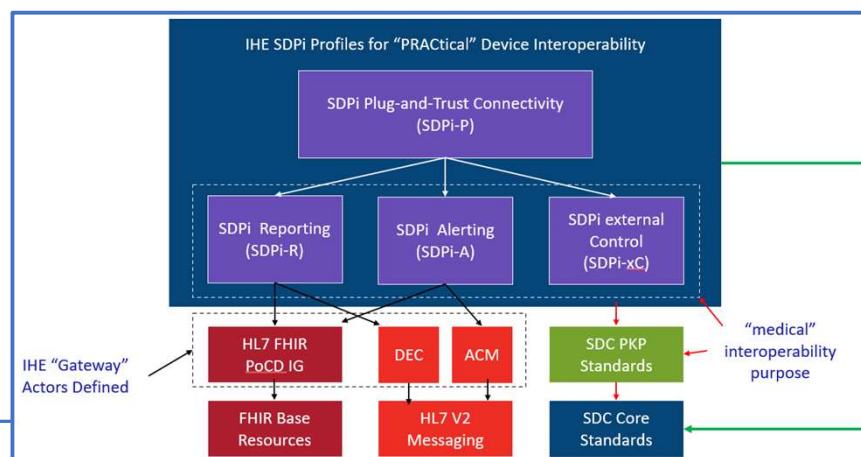 IHE SDPi Profiles for “PRACtical” Device Interoperability
SDPi Plug-and-Trust Connectivity
(SDPi-P)
SDPi Reporting
(SDPi-R)
SDPi Alerting
(SDPi-A)
SDPi external
Control
(SDPi-xC)
IHE “Gateway”
Actors Defined
HL7 FHIR
PoCD IG
DEC
ACM
SDC PKP
Standards
“medical”
interoperability
purpose
FHIR Base
Resources
HL7 V2
Messaging
SDC Core
Standards